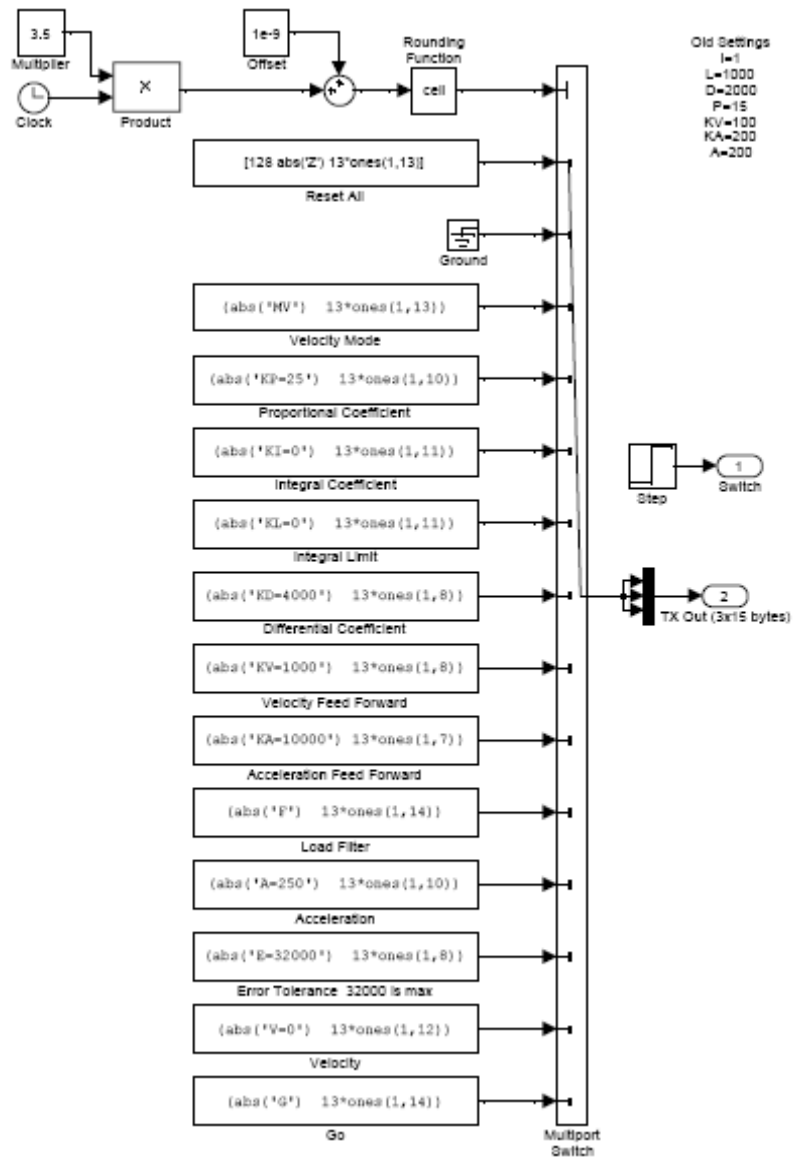 3.5
Multiplier
Clock
×
Product
1e-9
Offset
Rounding
Function
ceil
Old Settings
I=1
L=1000
D=2000
P=15
KV=100
KA=200
A=200
[128 abs('Z') 13*ones(1,13)]
Reset All
Ground
(abs('MV') 13*ones(1,13))
Velocity Mode
(abs('KP=25') 13*ones(1,10))
Proportional Coefficient
(abs('KI=0') 13*ones(1,11))
Integral Coefficient
(abs('KL=0') 13*ones(1,11))
Integral Limit
(abs('KD=4000') 13*ones(1,8))
Differential Coefficient
(abs('KV=1000') 13*ones(1,8))
Velocity Feed Forward
(abs('KA=10000') 13*ones(1,7))
Acceleration Feed Forward
(abs('F') 13*ones(1,14))
Load Filter
(abs('A=250') 13*ones(1,10))
Acceleration
(abs('E=32000') 13*ones(1,8))
Error Tolerance 32000 is max
(abs('V=0') 13*ones(1,12))
Velocity
(abs('G') 13*ones(1,14))
Go
Multiport
Switch
Step
1
Switch
2
TX Out (3x15 bytes)